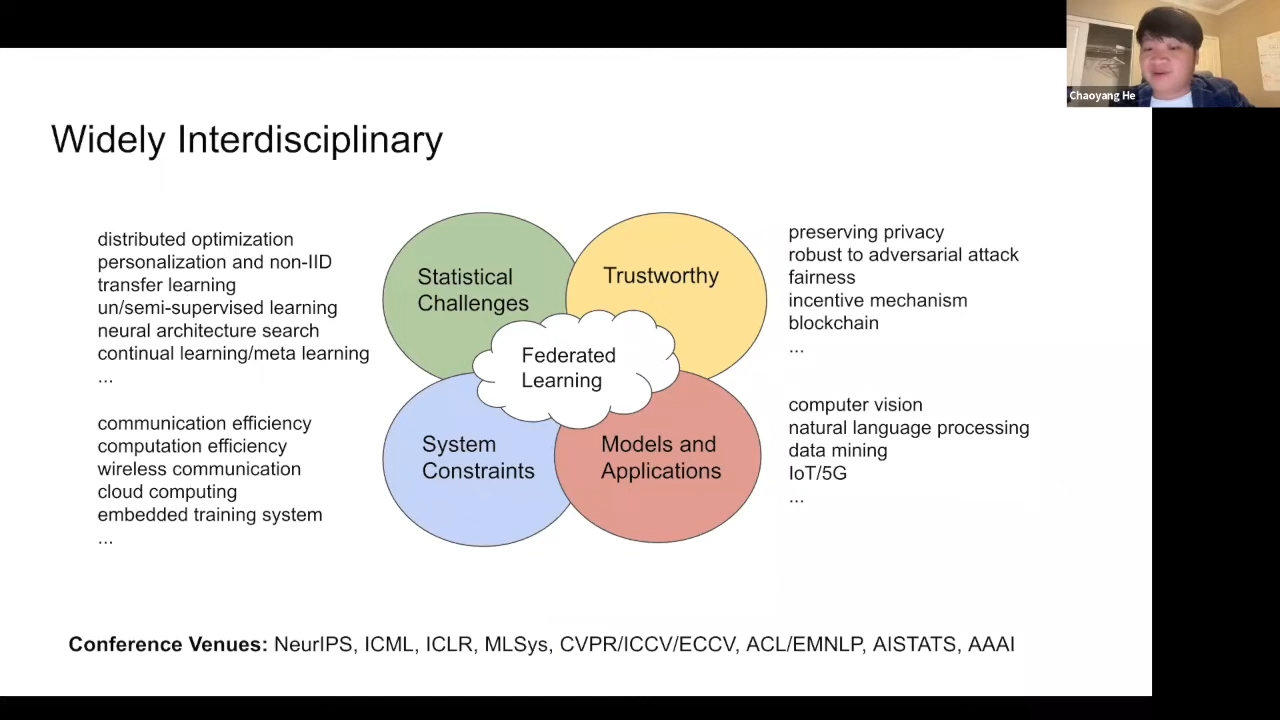 Chaoyang He
Widely Interdisciplinary
distributed optimization
personalization and non-IID
transfer learning
un/semi-supervised learning
neural architecture search
continual learning/meta learning
...
communication efficiency
computation efficiency
wireless communication
cloud computing
embedded training system
...
Statistical
Challenges
Trustworthy
Federated
Learning
System
Constraints
Models and
Applications
preserving privacy
robust to adversarial attack
fairness
incentive mechanism
blockchain
...
computer vision
natural language processing
data mining
IoT/5G
...
Conference Venues: NeurIPS, ICML, ICLR, MLSys, CVPR/ICCV/ECCV, ACL/EMNLP, AISTATS, AAAI